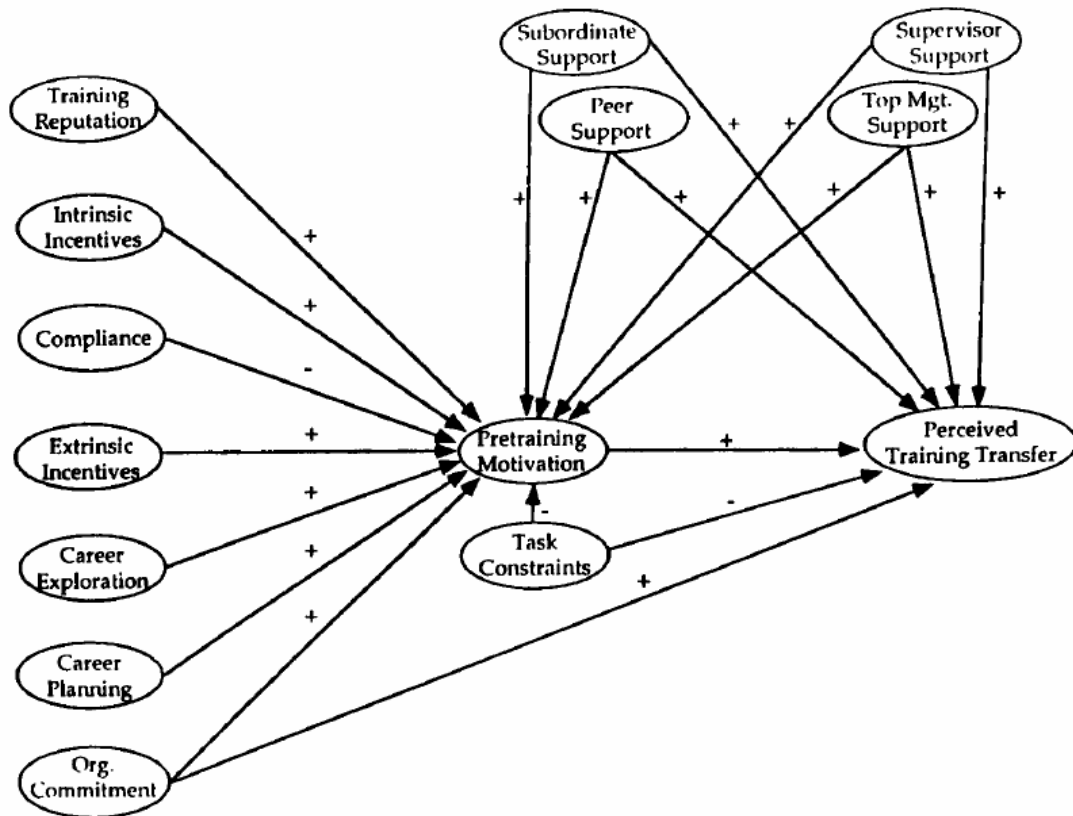 Subordinate
Support
Supervisor
Support
Training
Reputation
Peer
Support
Top Mgt.
Support
+
+
+
+
+
+
+
+
Intrinsic
Incentives
+
+
Compliance
-
Extrinsic
Incentives
+
Pretraining
Motivation
+
Perceived
Training Transfer
+
-
-
Career
Exploration
+
Task
Constraints
+
+
Career
Planning
Org.
Commitment